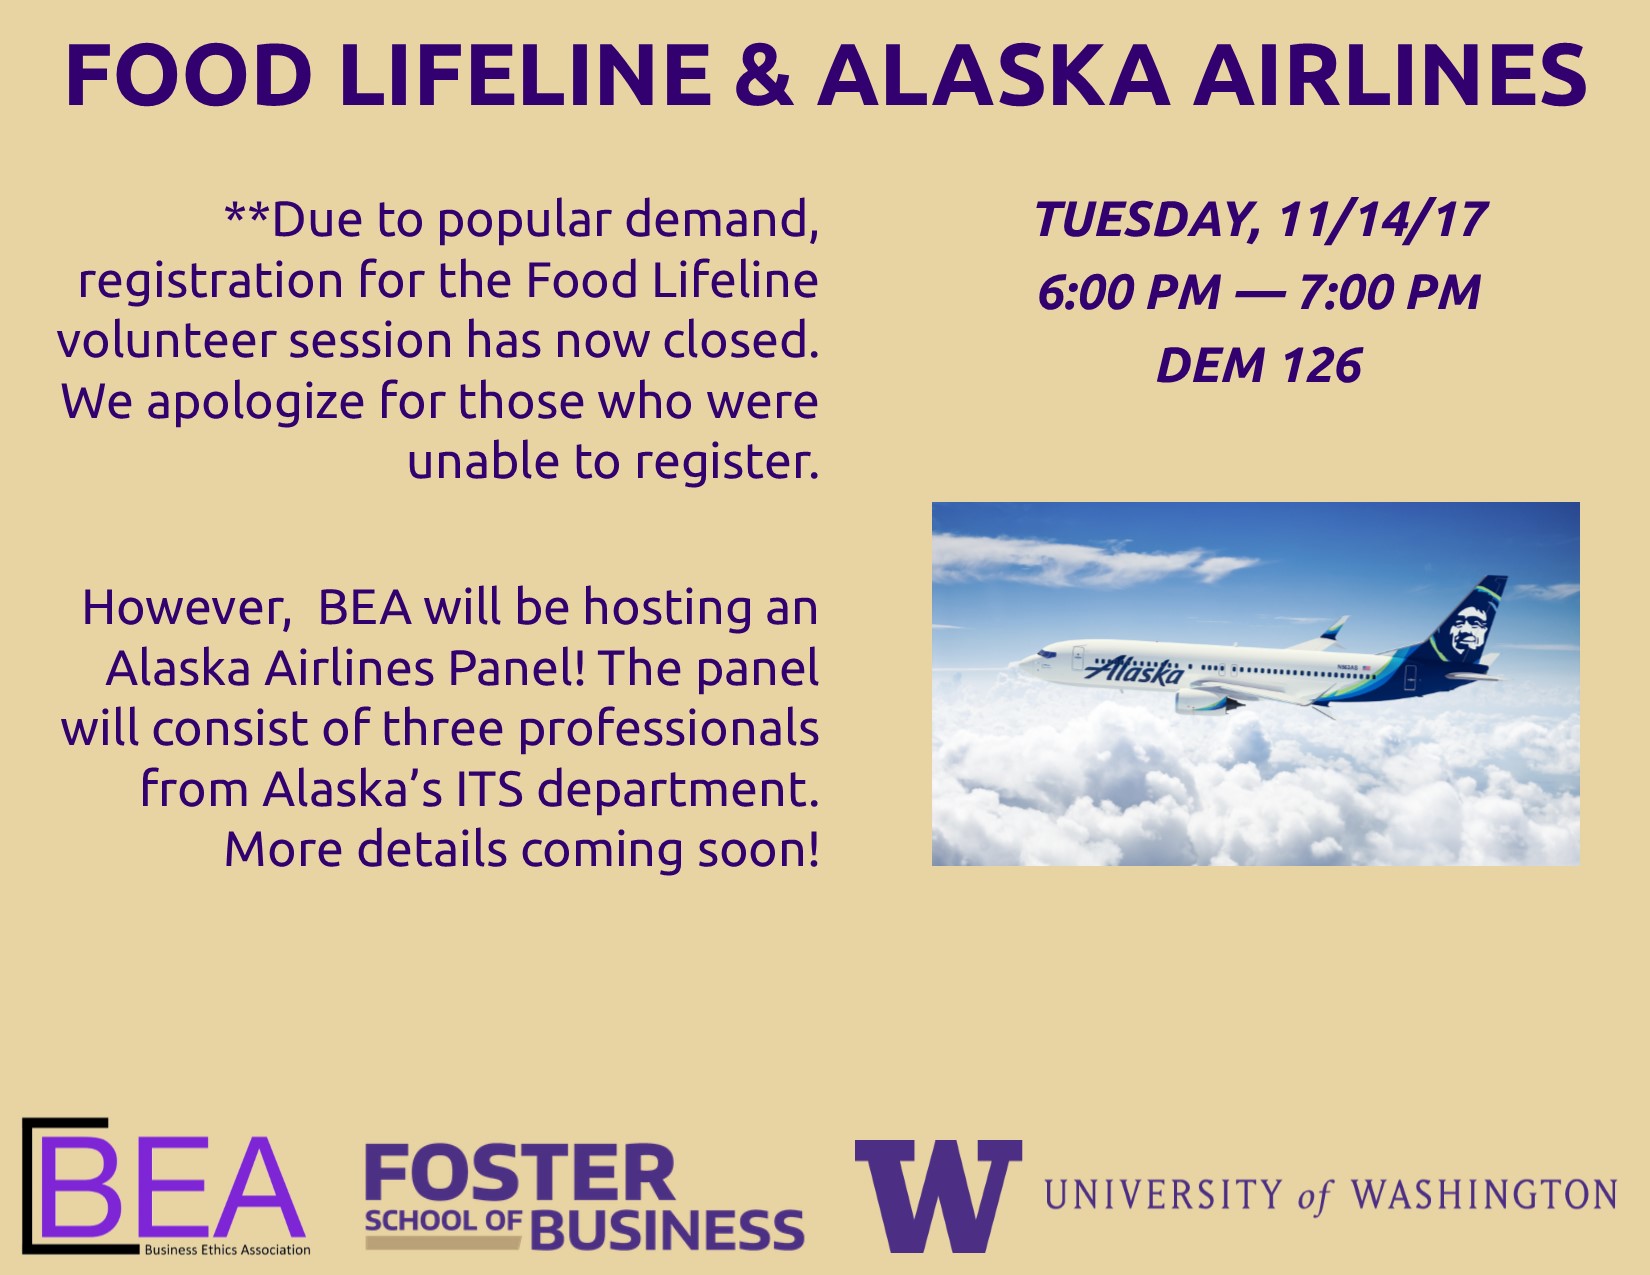 FOOD LIFELINE & ALASKA AIRLINES
**Due to popular demand,
registration for the Food Lifeline
volunteer session has now closed.
We apologize for those who were
unable to register.
However,  BEA will be hosting an
Alaska Airlines Panel! The panel
will consist of three professionals
from Alaska’s ITS department.
More details coming soon!
TUESDAY, 11/14/17
6:00 PM — 7:00 PM
DEM 126
Alaska
BEA
Business Ethics Association
FOSTER
SCHOOL OF BUSINESS
W
UNIVERSITY of WASHINGTON